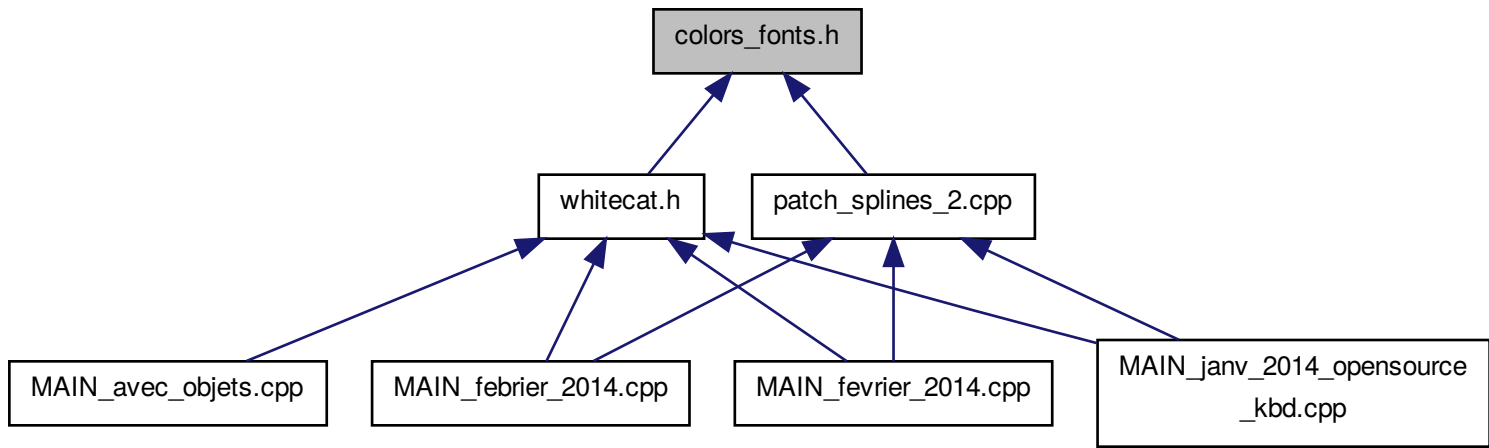 colors_fonts.h
whitecat.h
patch_splines_2.cpp
MAIN_avec_objets.cpp
MAIN_febrier_2014.cpp
MAIN_fevrier_2014.cpp
MAIN_janv_2014_opensource
_kbd.cpp